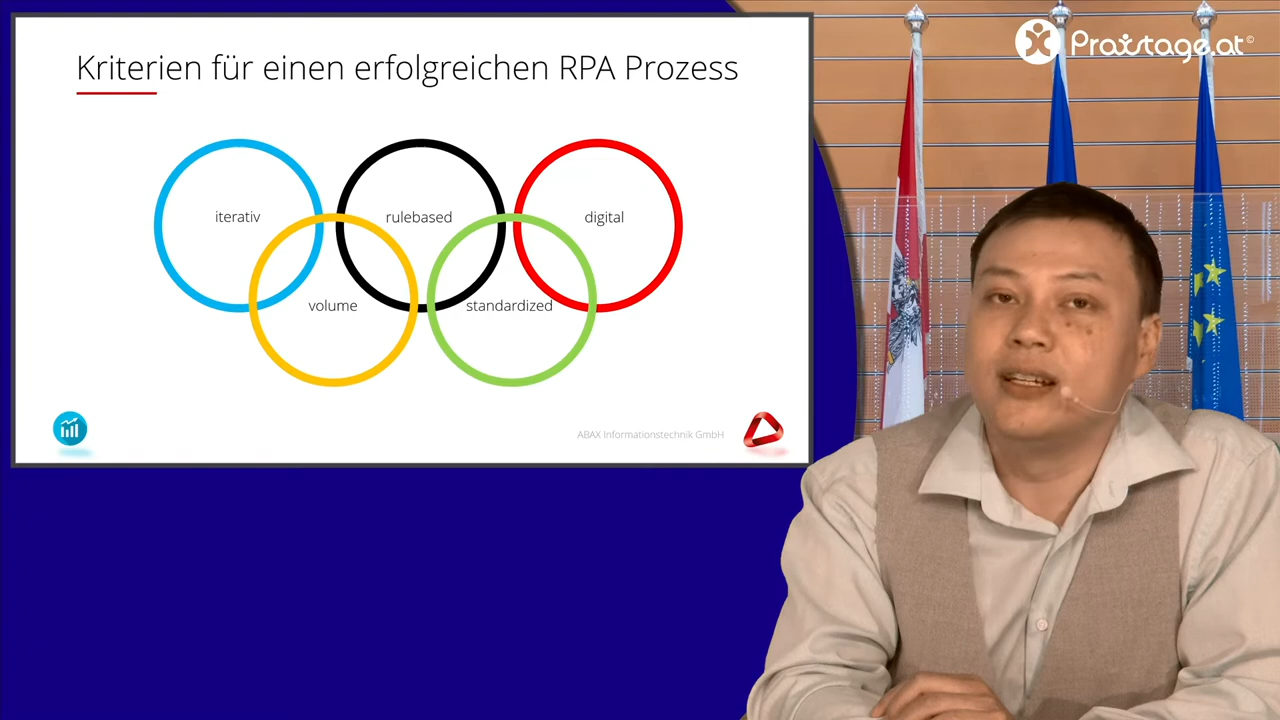 Kriterien für einen erfolgreichen RPA Prozess
iterativ
rulebased
digital
volume
standardized
ABAX Informationstechnik GmbH
Praxistage.at©